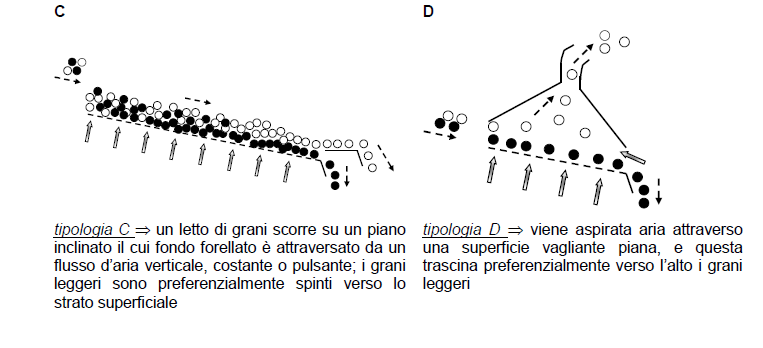 C
D
tipologia C ⇒ un letto di grani scorre su un piano
inclinato il cui fondo forellato è attraversato da un
flusso d'aria verticale, costante o pulsante; i grani
leggeri sono preferenzialmente spinti verso lo
strato superficiale
tipologia D ⇒ viene aspirata aria attraverso
una superficie vagliante piana, e questa
trascina preferenzialmente verso l'alto i grani
leggeri